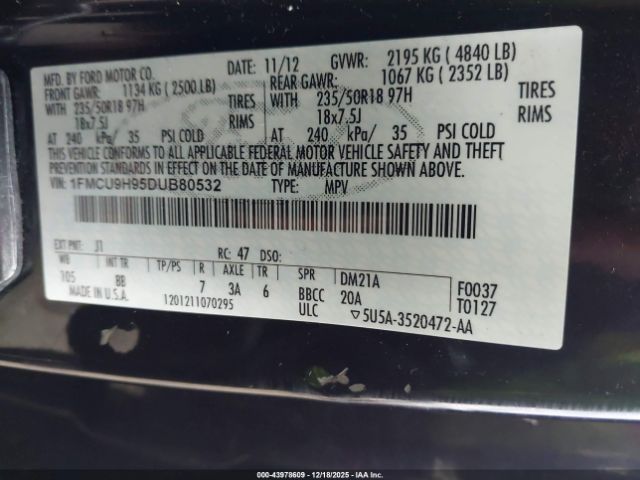 MFD. BY FORD MOTOR CO. DATE: 11/12 GVWR: 2195 KG ( 4840 LB)
FRONT GAWR: 1134 KG ( 2500 LB) REAR GAWR: 1067 KG ( 2352 LB)
WITH 235/50R18 97H TIRES WITH 235/50R18 97H TIRES
18x7.5J RIMS 18x7.5J RIMS
AT 240 kPa/ 35 PSI COLD AT 240 kPa/ 35 PSI COLD
THIS VEHICLE CONFORMS TO ALL APPLICABLE FEDERAL MOTOR VEHICLE SAFETY AND THEFT
PREVENTION STANDARDS IN EFFECT ON THE DATE OF MANUFACTURE SHOWN ABOVE.
VIN: 1FMCU9H95DUB80532 TYPE: MPV
EXT PNT: J1 RC: 47 DSO:
WB INT TR TP/PS R AXLE TR SPR DM21A F0037
105 BB 7 3A 6 BBCC 20A T0127
MADE IN U.S.A. 1201211070295 ULC ▽5U5A-3520472-AA
000-43978609 - 12/18/2025 - IAA Inc.